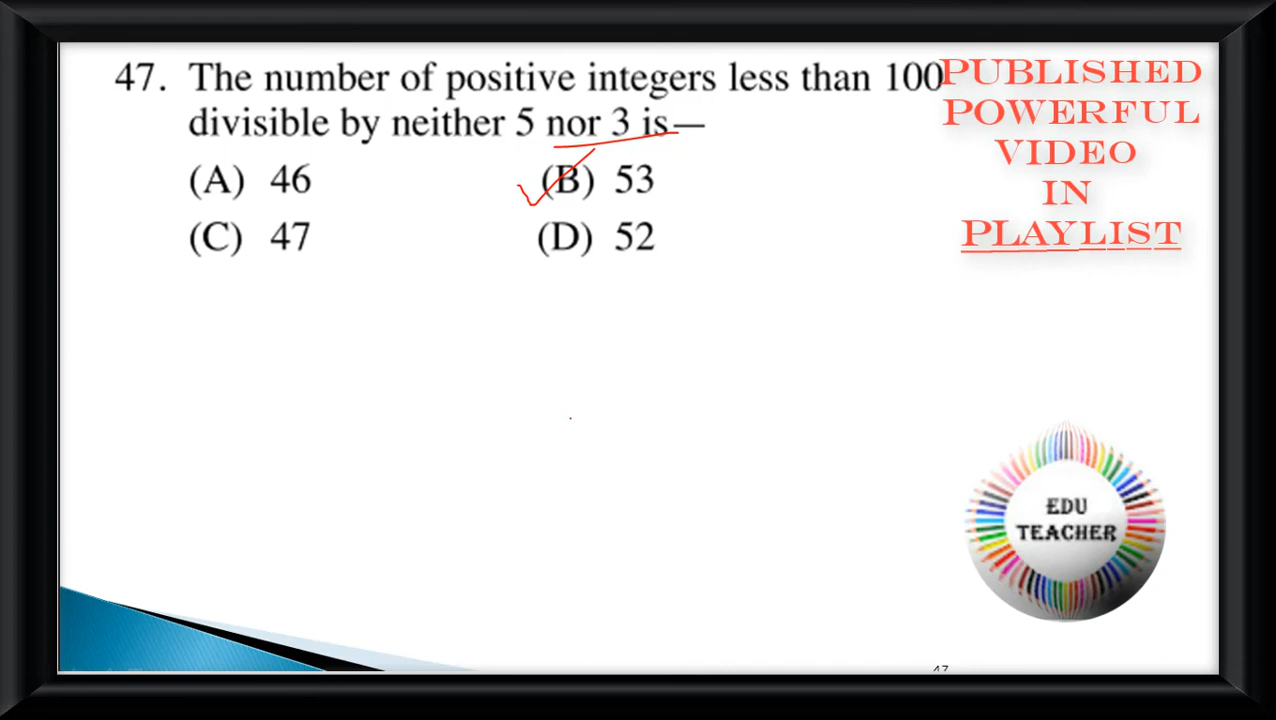 47. The number of positive integers less than 100
divisible by neither 5 nor 3 is—
(A) 46 (B) 53
(C) 47 (D) 52
PUBLISHED
POWERFUL
VIDEO
IN
PLAYLIST
EDU
TEACHER
47